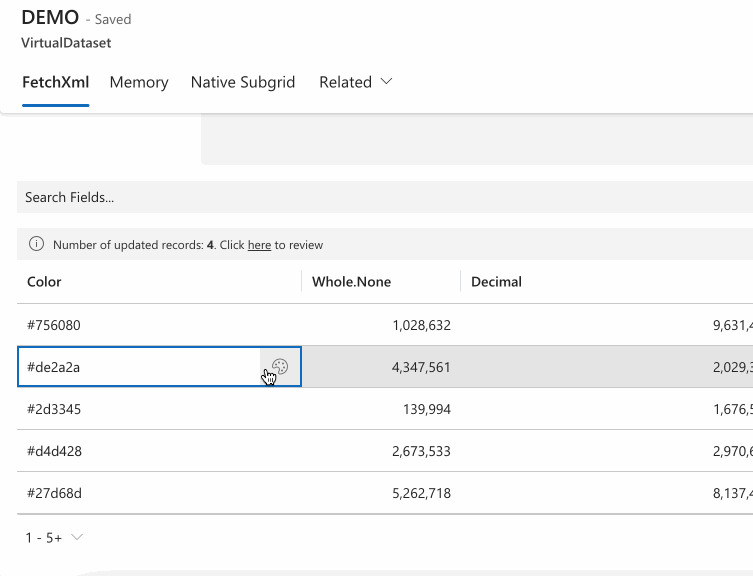 DEMO - Saved
VirtualDataset
FetchXml Memory Native Subgrid Related
Search Fields...
Number of updated records: 4. Click here to review
Color Whole.None Decimal
#756080 1,028,632 9,631,4
#de2a2a 4,347,561 2,029,3
#2d3345 139,994 1,676,5
#d4d428 2,673,533 2,970,6
#27d68d 5,262,718 8,137,4
1 - 5+